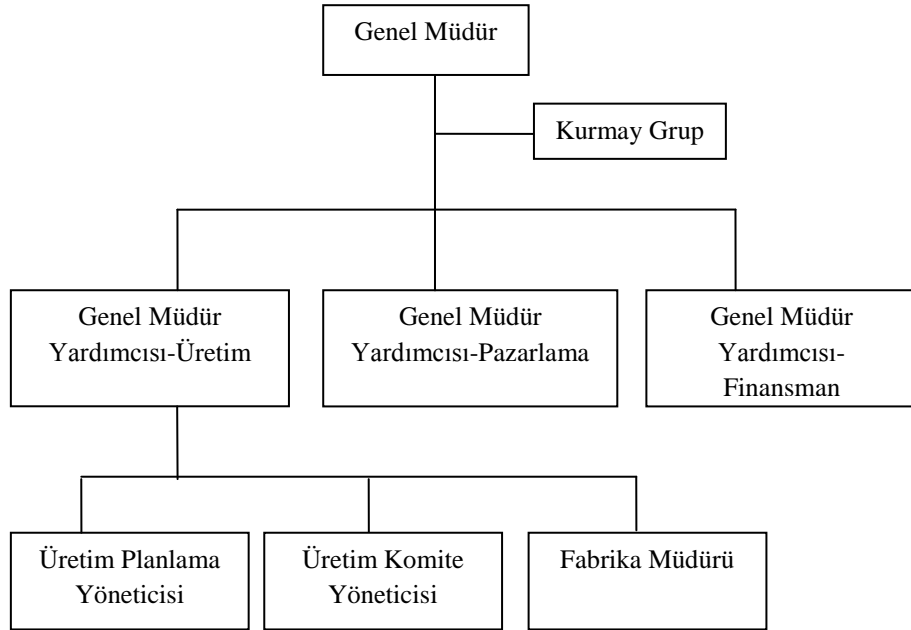 Genel Müdür
Kurmay Grup
Genel Müdür
Yardımcısı-Üretim
Genel Müdür
Yardımcısı-Pazarlama
Genel Müdür
Yardımcısı-
Finansman
Üretim Planlama
Yöneticisi
Üretim Komite
Yöneticisi
Fabrika Müdürü